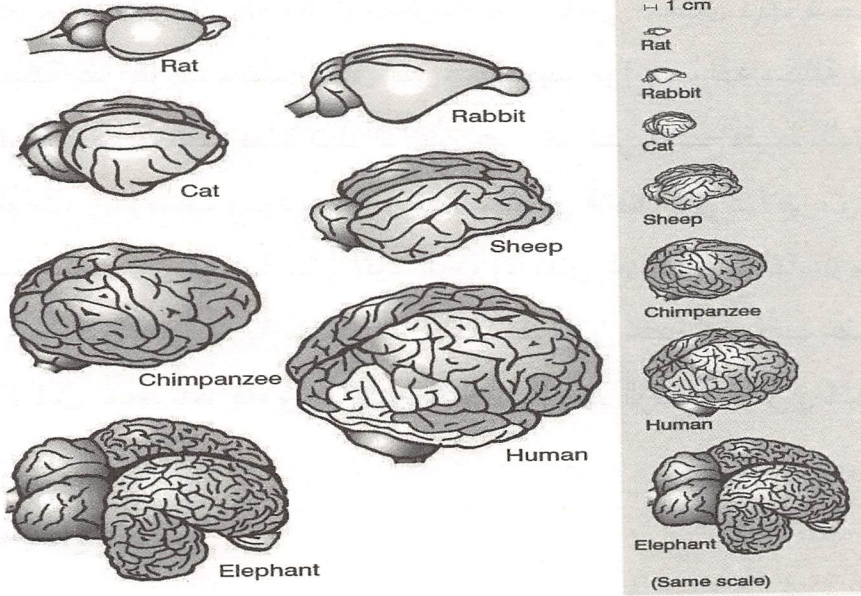 Rat
Rabbit
Cat
Sheep
Chimpanzee
Human
Elephant
1 cm
Rat
Rabbit
Cat
Sheep
Chimpanzee
Human
Elephant
(Same scale)